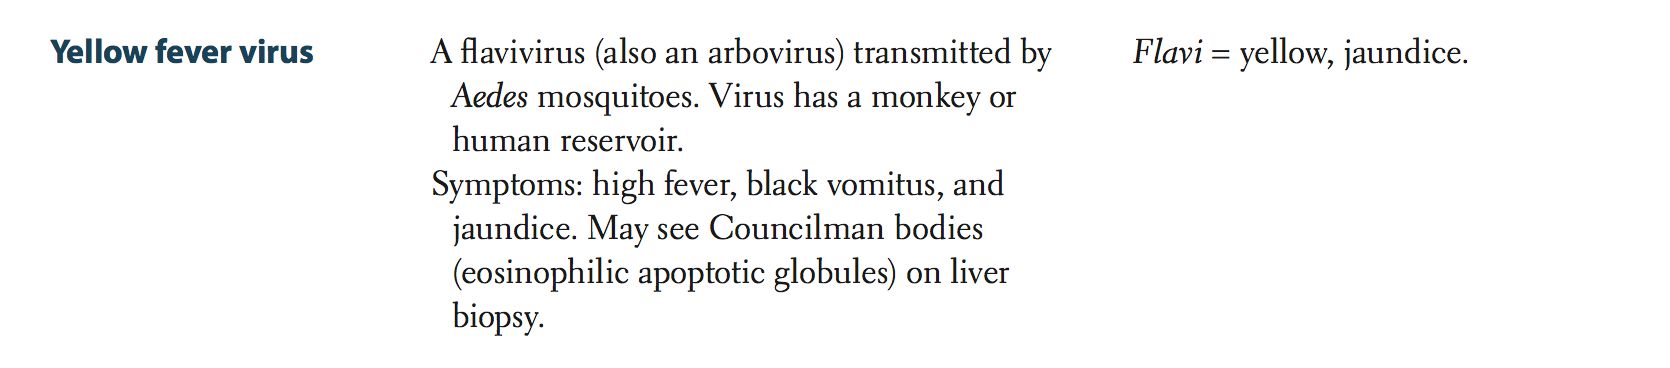 Yellow fever virus
A flavivirus (also an arbovirus) transmitted by
Aedes mosquitoes. Virus has a monkey or
human reservoir.
Symptoms: high fever, black vomitus, and
jaundice. May see Councilman bodies
(eosinophilic apoptotic globules) on liver
biopsy.
Flavi = yellow, jaundice.